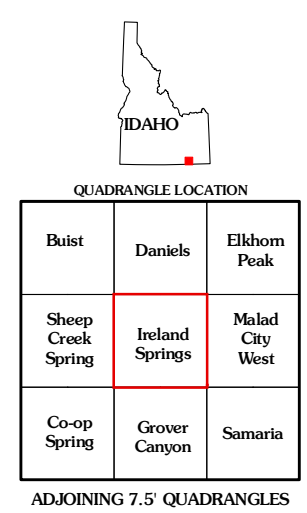 IDAHO
QUADRANGLE LOCATION
Buist
Daniels
Elkhorn
Peak
Sheep
Creek
Spring
Ireland
Springs
Malad
City
West
Co-op
Spring
Grover
Canyon
Samaria
ADJOINING 7.5' QUADRANGLES